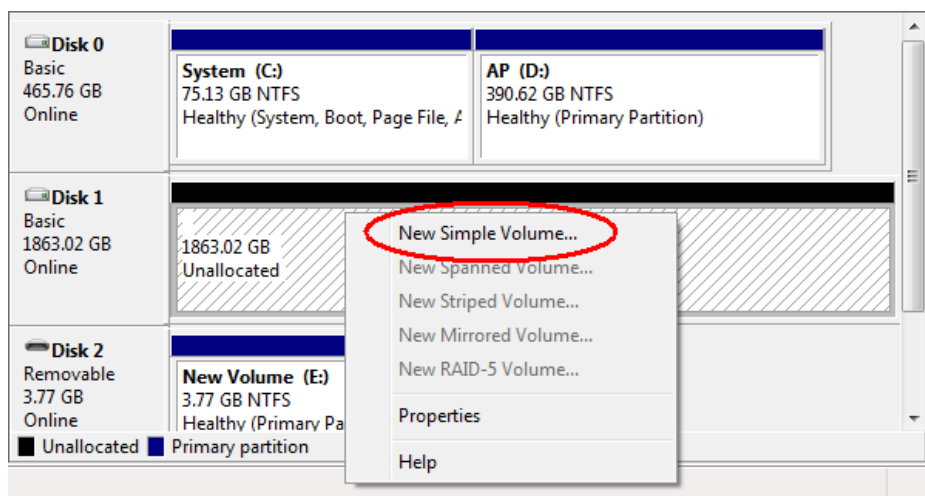 Disk 0
Basic
465.76 GB
Online
System (C:)
75.13 GB NTFS
Healthy (System, Boot, Page File, A
AP (D:)
390.62 GB NTFS
Healthy (Primary Partition)
Disk 1
Basic
1863.02 GB
Online
1863.02 GB
Unallocated
New Simple Volume...
New Spanned Volume...
New Striped Volume...
New Mirrored Volume...
New RAID-5 Volume...
Properties
Help
Disk 2
Removable
3.77 GB
Online
New Volume (E:)
3.77 GB NTFS
Healthy (Primary Pa
Unallocated Primary partition